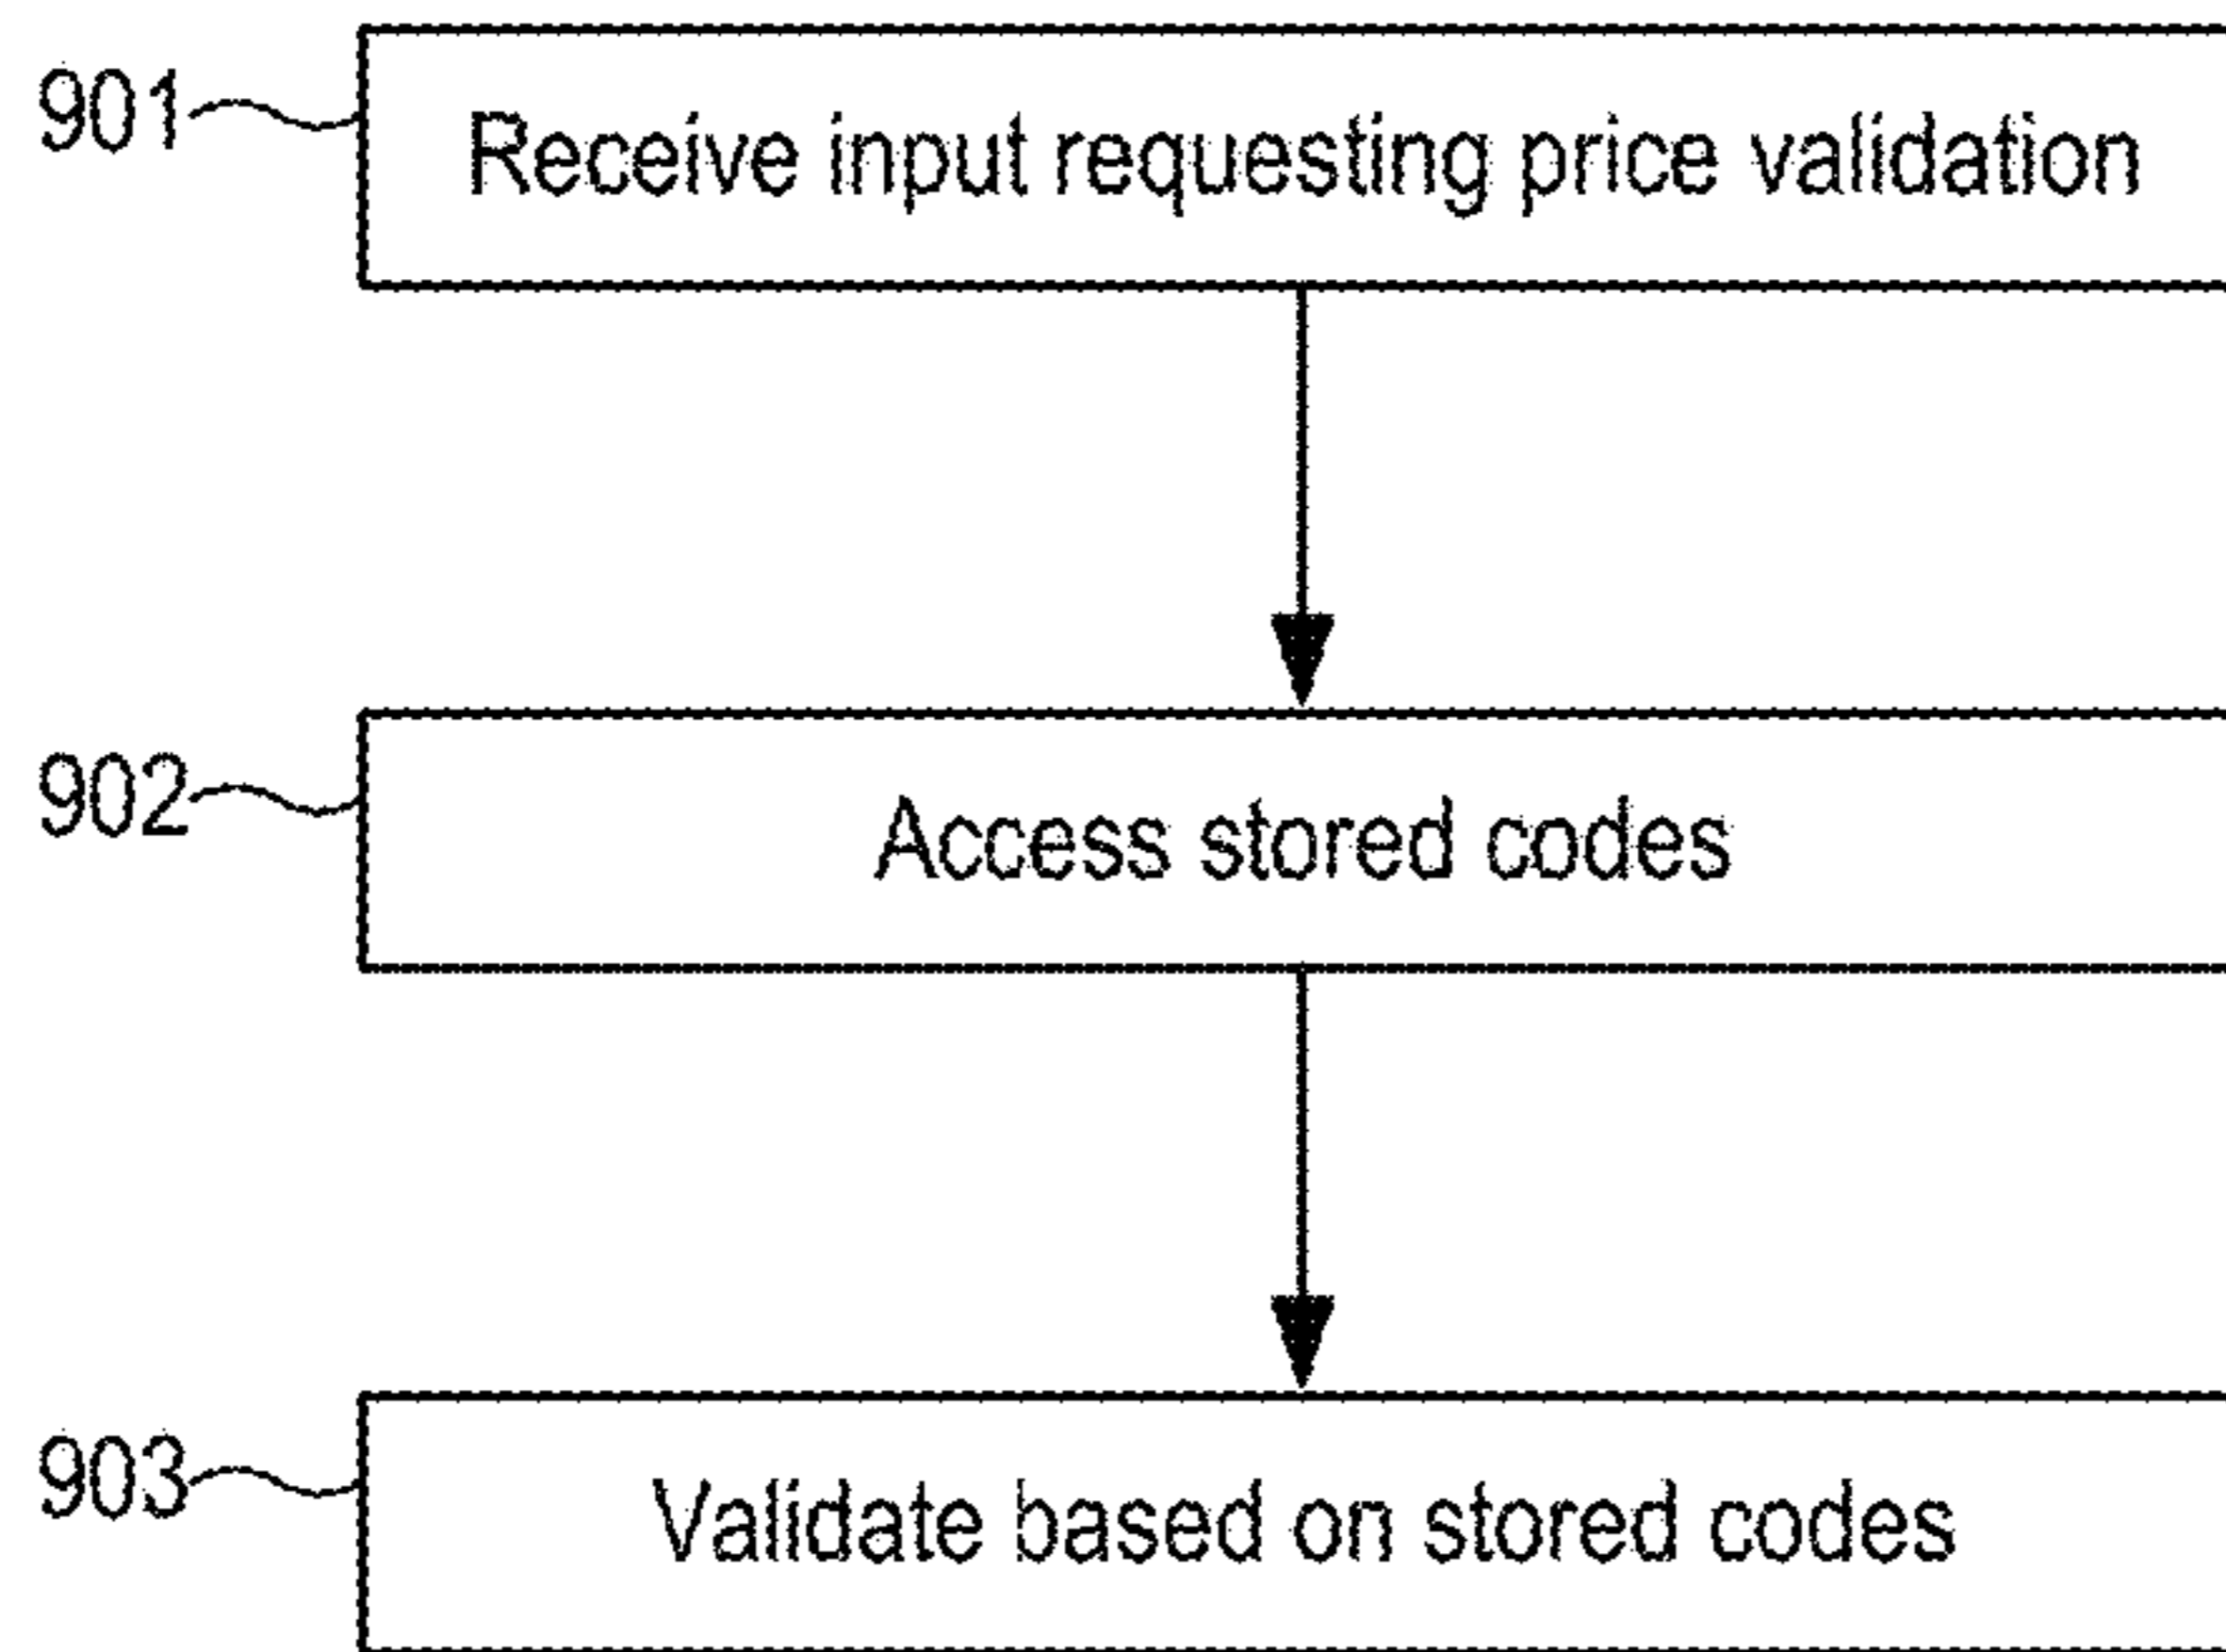 901
Receive input requesting price validation
902
Access stored codes
903
Validate based on stored codes